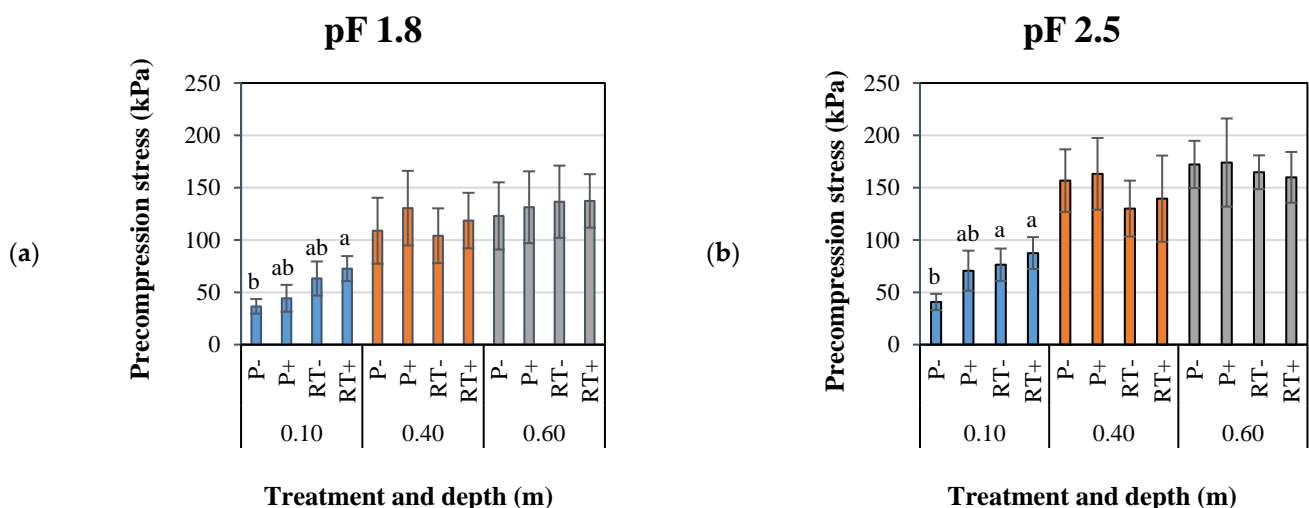 pF 1.8
(a)
Precompression stress (kPa)
250
200
150
100
50
0
b
ab
ab
a
P-
P+
RT-
RT+
P-
P+
RT-
RT+
P-
P+
RT-
RT+
0.10
0.40
0.60
Treatment and depth (m)
pF 2.5
(b)
Precompression stress (kPa)
250
200
150
100
50
0
b
ab
a
a
P-
P+
RT-
RT+
P-
P+
RT-
RT+
P-
P+
RT-
RT+
0.10
0.40
0.60
Treatment and depth (m)